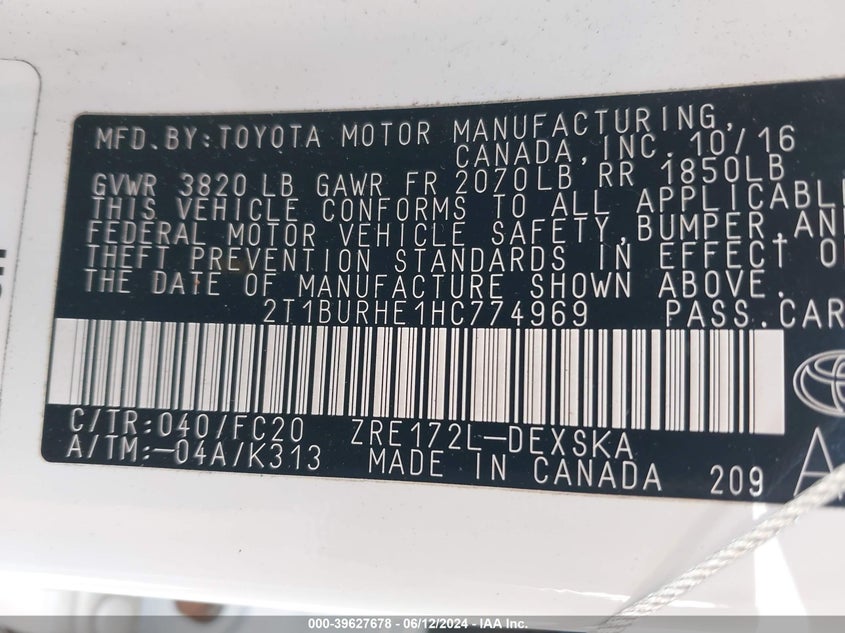 MFD.BY:TOYOTA MOTOR MANUFACTURING,
CANADA,INC. 10/16
GVWR 3820 LB GAWR FR 2070LB RR 1850LB
THIS VEHICLE CONFORMS TO ALL APPLICABLE
FEDERAL MOTOR VEHICLE SAFETY,BUMPER,AND
THEFT PREVENTION STANDARDS IN EFFECT O
THE DATE OF MANUFACTURE SHOWN ABOVE.
2T1BURHE1HC774969 PASS.CAR
C/TR:040/FC20 ZRE172L-DEXSKA
A/TM:-04A/K313 MADE IN CANADA 209
000-39627678 - 06/12/2024 - IAA Inc.